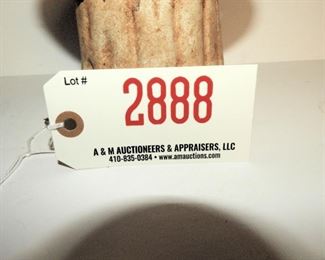 Lot #
2888
A & M AUCTIONEERS & APPRAISERS, LLC
410-835-0384 • www.amauctions.com